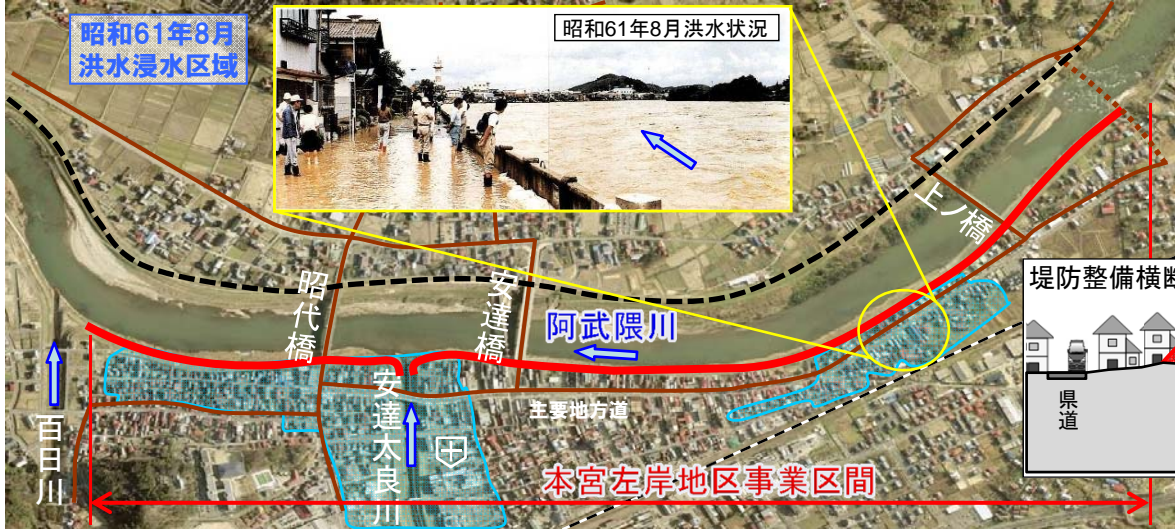 昭和61年8月
洪水浸水区域
昭和61年8月洪水状況
上ノ橋
昭代橋
安達橋
阿武隈川
堤防整備横断
県道
主要地方道
安達太良川
百日川
本宮左岸地区事業区間